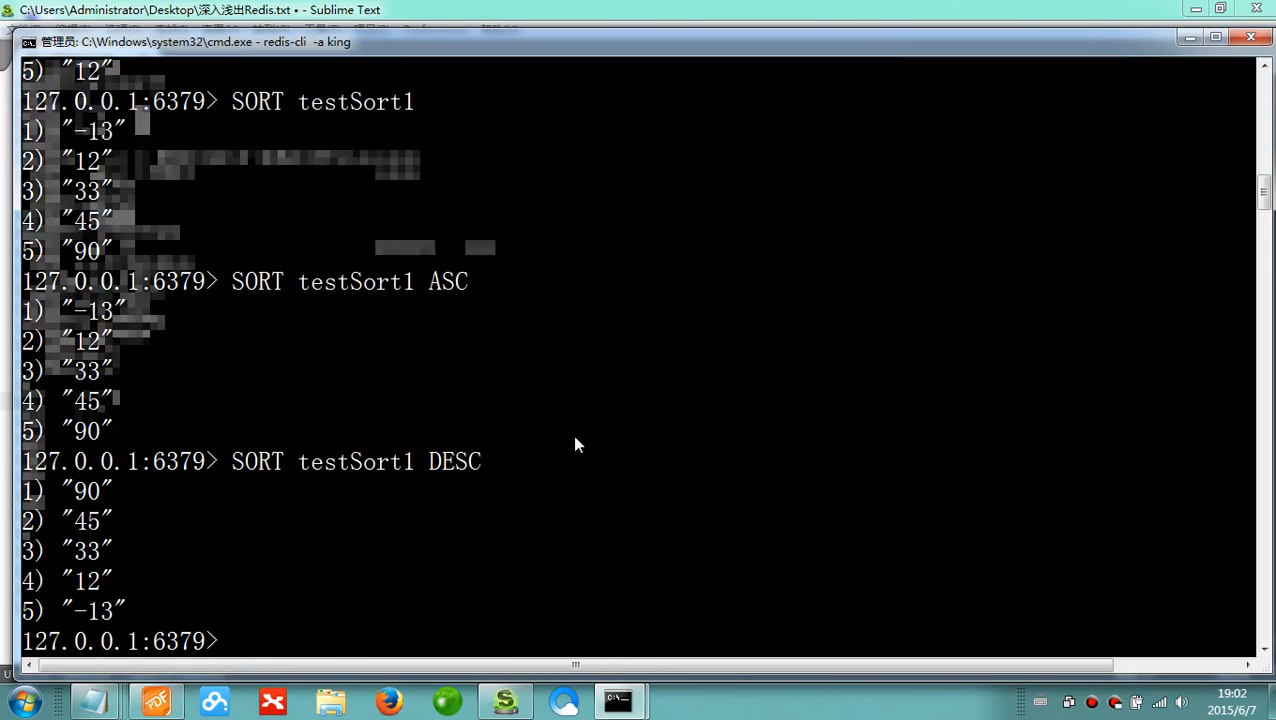 C:\Users\Administrator\Desktop\深入浅出Redis.txt • - Sublime Text
管理员: C:\Windows\system32\cmd.exe - redis-cli -a king
5) "12"
127.0.0.1:6379> SORT testSort1
1) "-13"
2) "12"
3) "33"
4) "45"
5) "90"
127.0.0.1:6379> SORT testSort1 ASC
1) "-13"
2) "12"
3) "33"
4) "45"
5) "90"
127.0.0.1:6379> SORT testSort1 DESC
1) "90"
2) "45"
3) "33"
4) "12"
5) "-13"
127.0.0.1:6379>
PDF
C:\.
19:02
2015/6/7